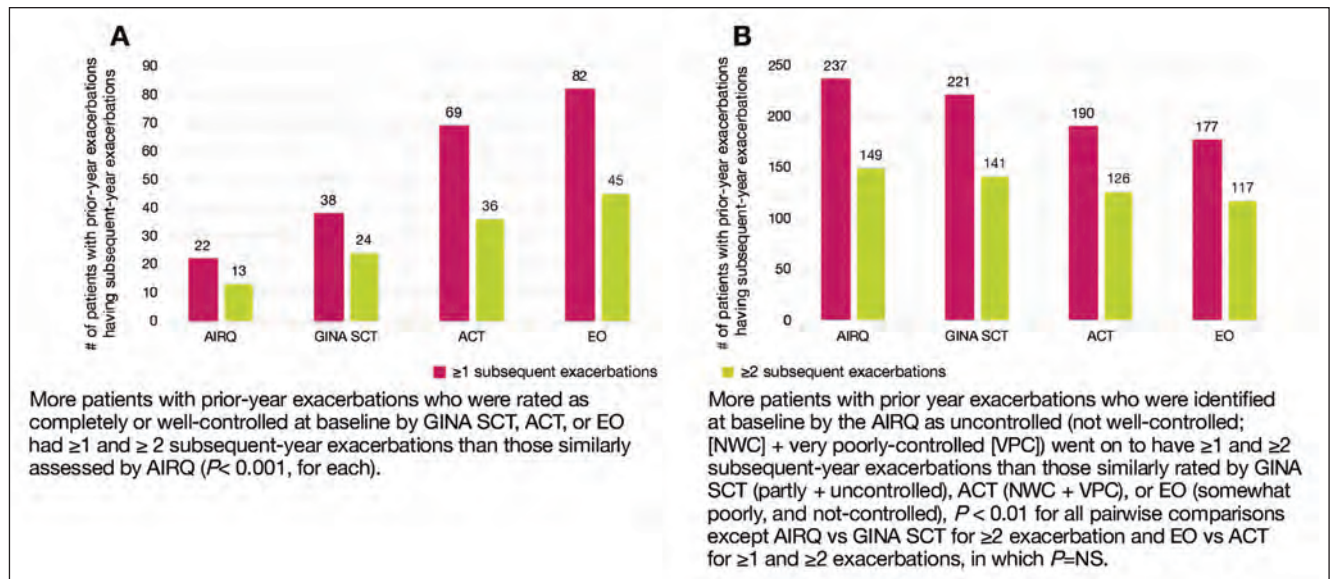 A
# of patients with prior-year exacerbations
having subsequent-year exacerbations
90
80
70
60
50
40
30
20
10
0
22
13
38
24
69
36
82
45
AIRQ
GINA SCT
ACT
EO
≥1 subsequent exacerbations
More patients with prior-year exacerbations who were rated as
completely or well-controlled at baseline by GINA SCT, ACT, or EO
had ≥1 and ≥ 2 subsequent-year exacerbations than those similarly
assessed by AIRQ (P< 0.001, for each).
B
# of patients with prior-year exacerbations
having subsequent-year exacerbations
250
200
150
100
50
0
237
149
221
141
190
126
177
117
AIRQ
GINA SCT
ACT
EO
≥2 subsequent exacerbations
More patients with prior year exacerbations who were identified
at baseline by the AIRQ as uncontrolled (not well-controlled;
[NWC] + very poorly-controlled [VPC]) went on to have ≥1 and ≥2
subsequent-year exacerbations than those similarly rated by GINA
SCT (partly + uncontrolled), ACT (NWC + VPC), or EO (somewhat
poorly, and not-controlled), P < 0.01 for all pairwise comparisons
except AIRQ vs GINA SCT for ≥2 exacerbation and EO vs ACT
for ≥1 and ≥2 exacerbations, in which P=NS.